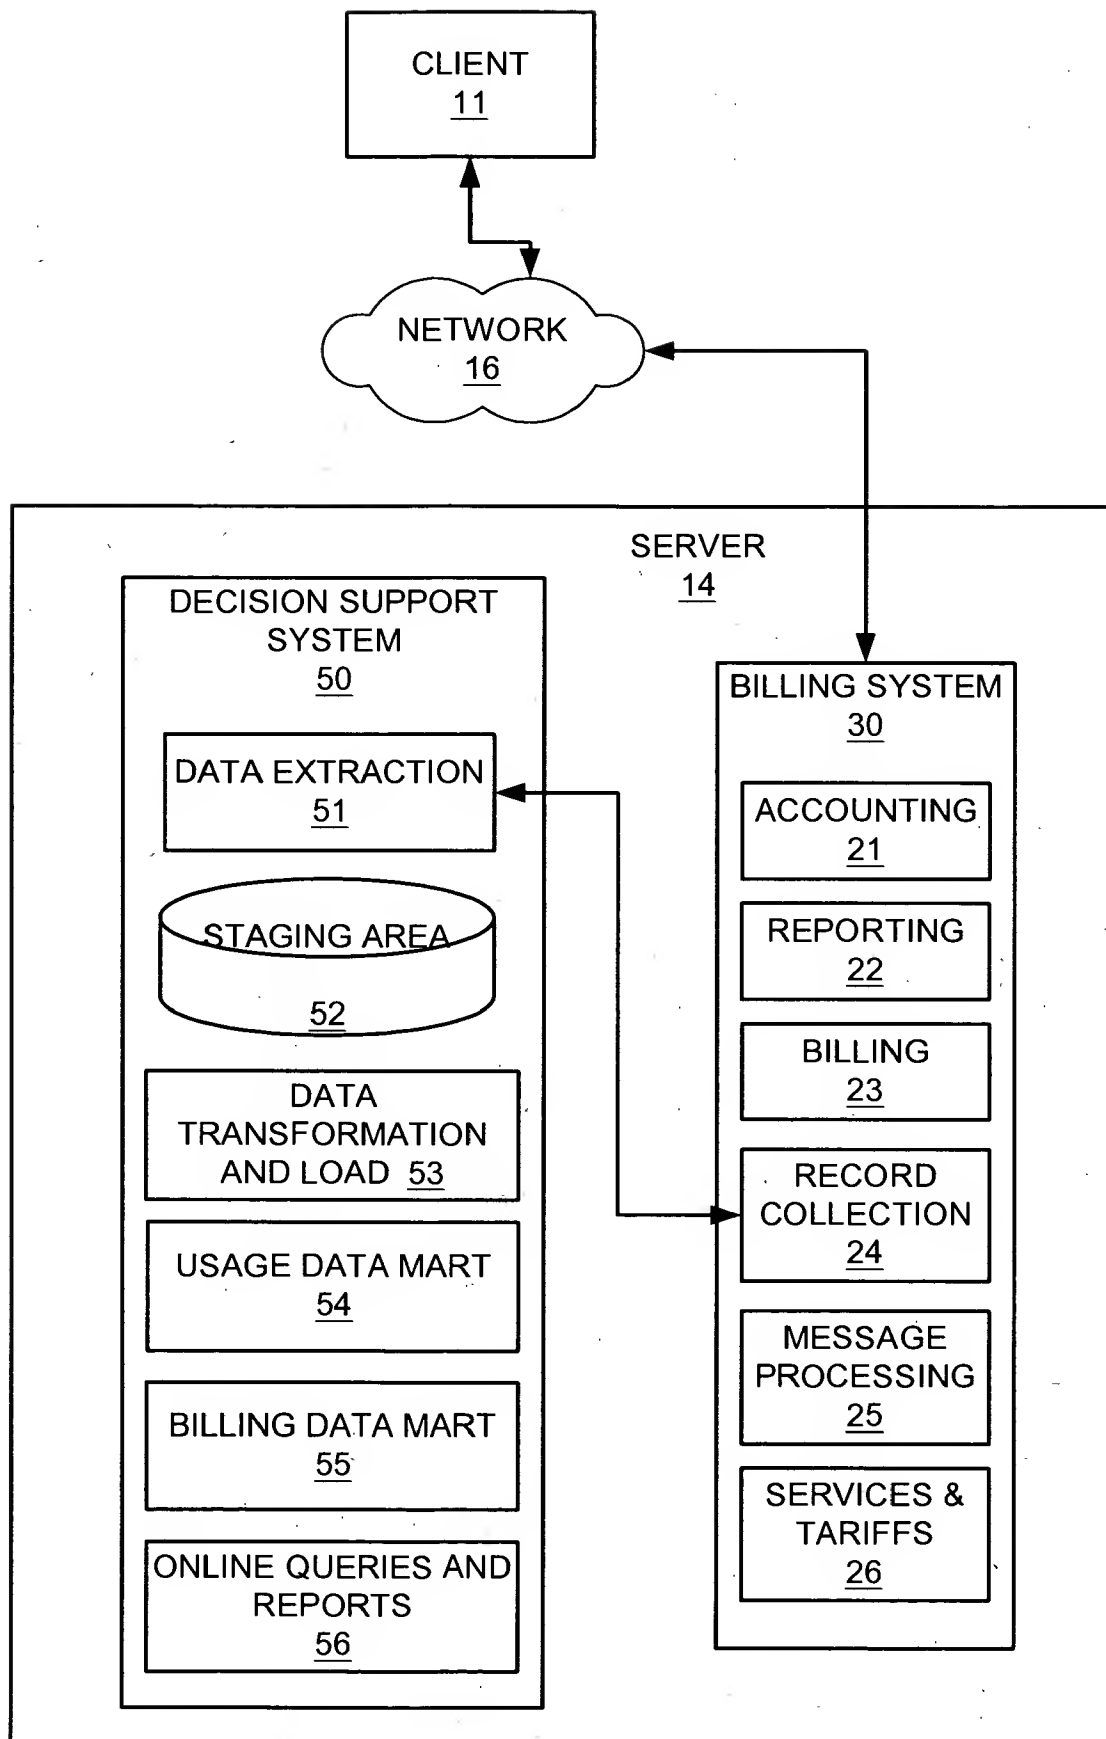 CLIENT
11
NETWORK
16
SERVER
14
DECISION SUPPORT
SYSTEM
50
DATA EXTRACTION
51
STAGING AREA
52
DATA
TRANSFORMATION
AND LOAD 53
USAGE DATA MART
54
BILLING DATA MART
55
ONLINE QUERIES AND
REPORTS
56
BILLING SYSTEM
30
ACCOUNTING
21
REPORTING
22
BILLING
23
RECORD
COLLECTION
24
MESSAGE
PROCESSING
25
SERVICES &
TARIFFS
26